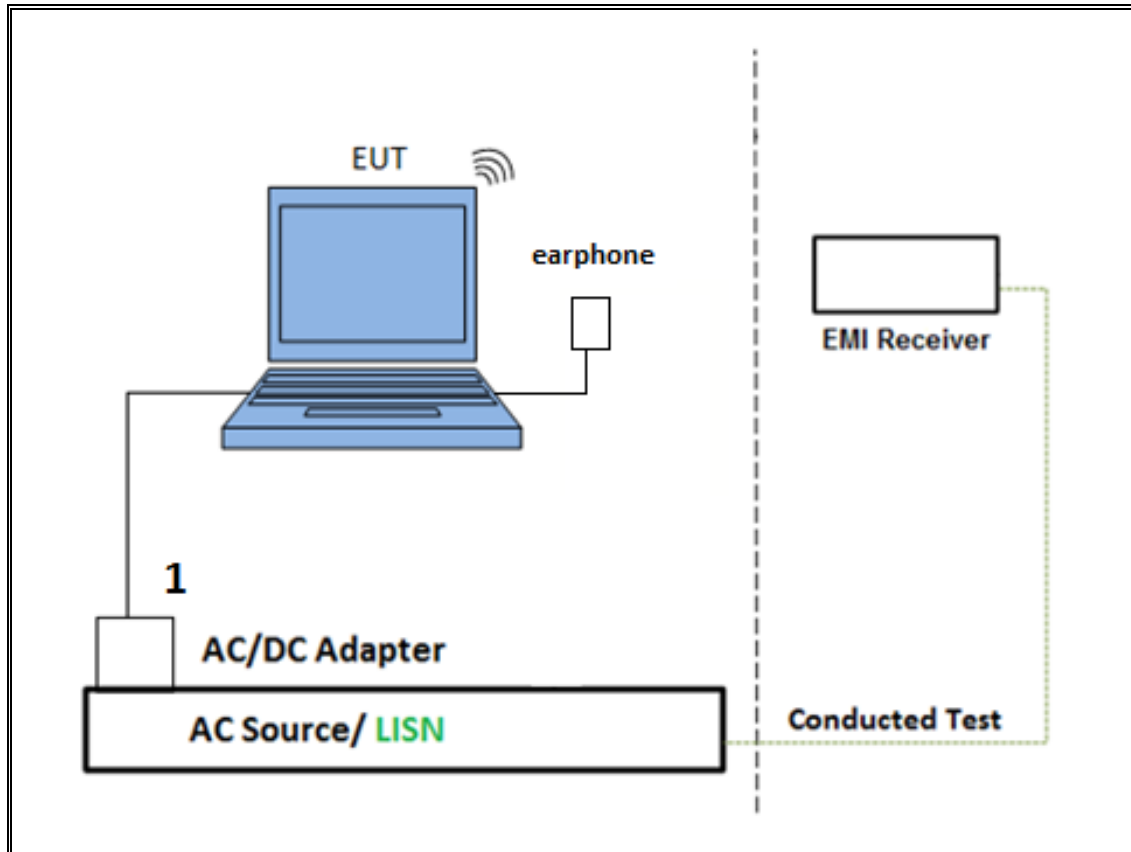 EUT
earphone
EMI Receiver
1
AC/DC Adapter
AC Source/ LISN
Conducted Test